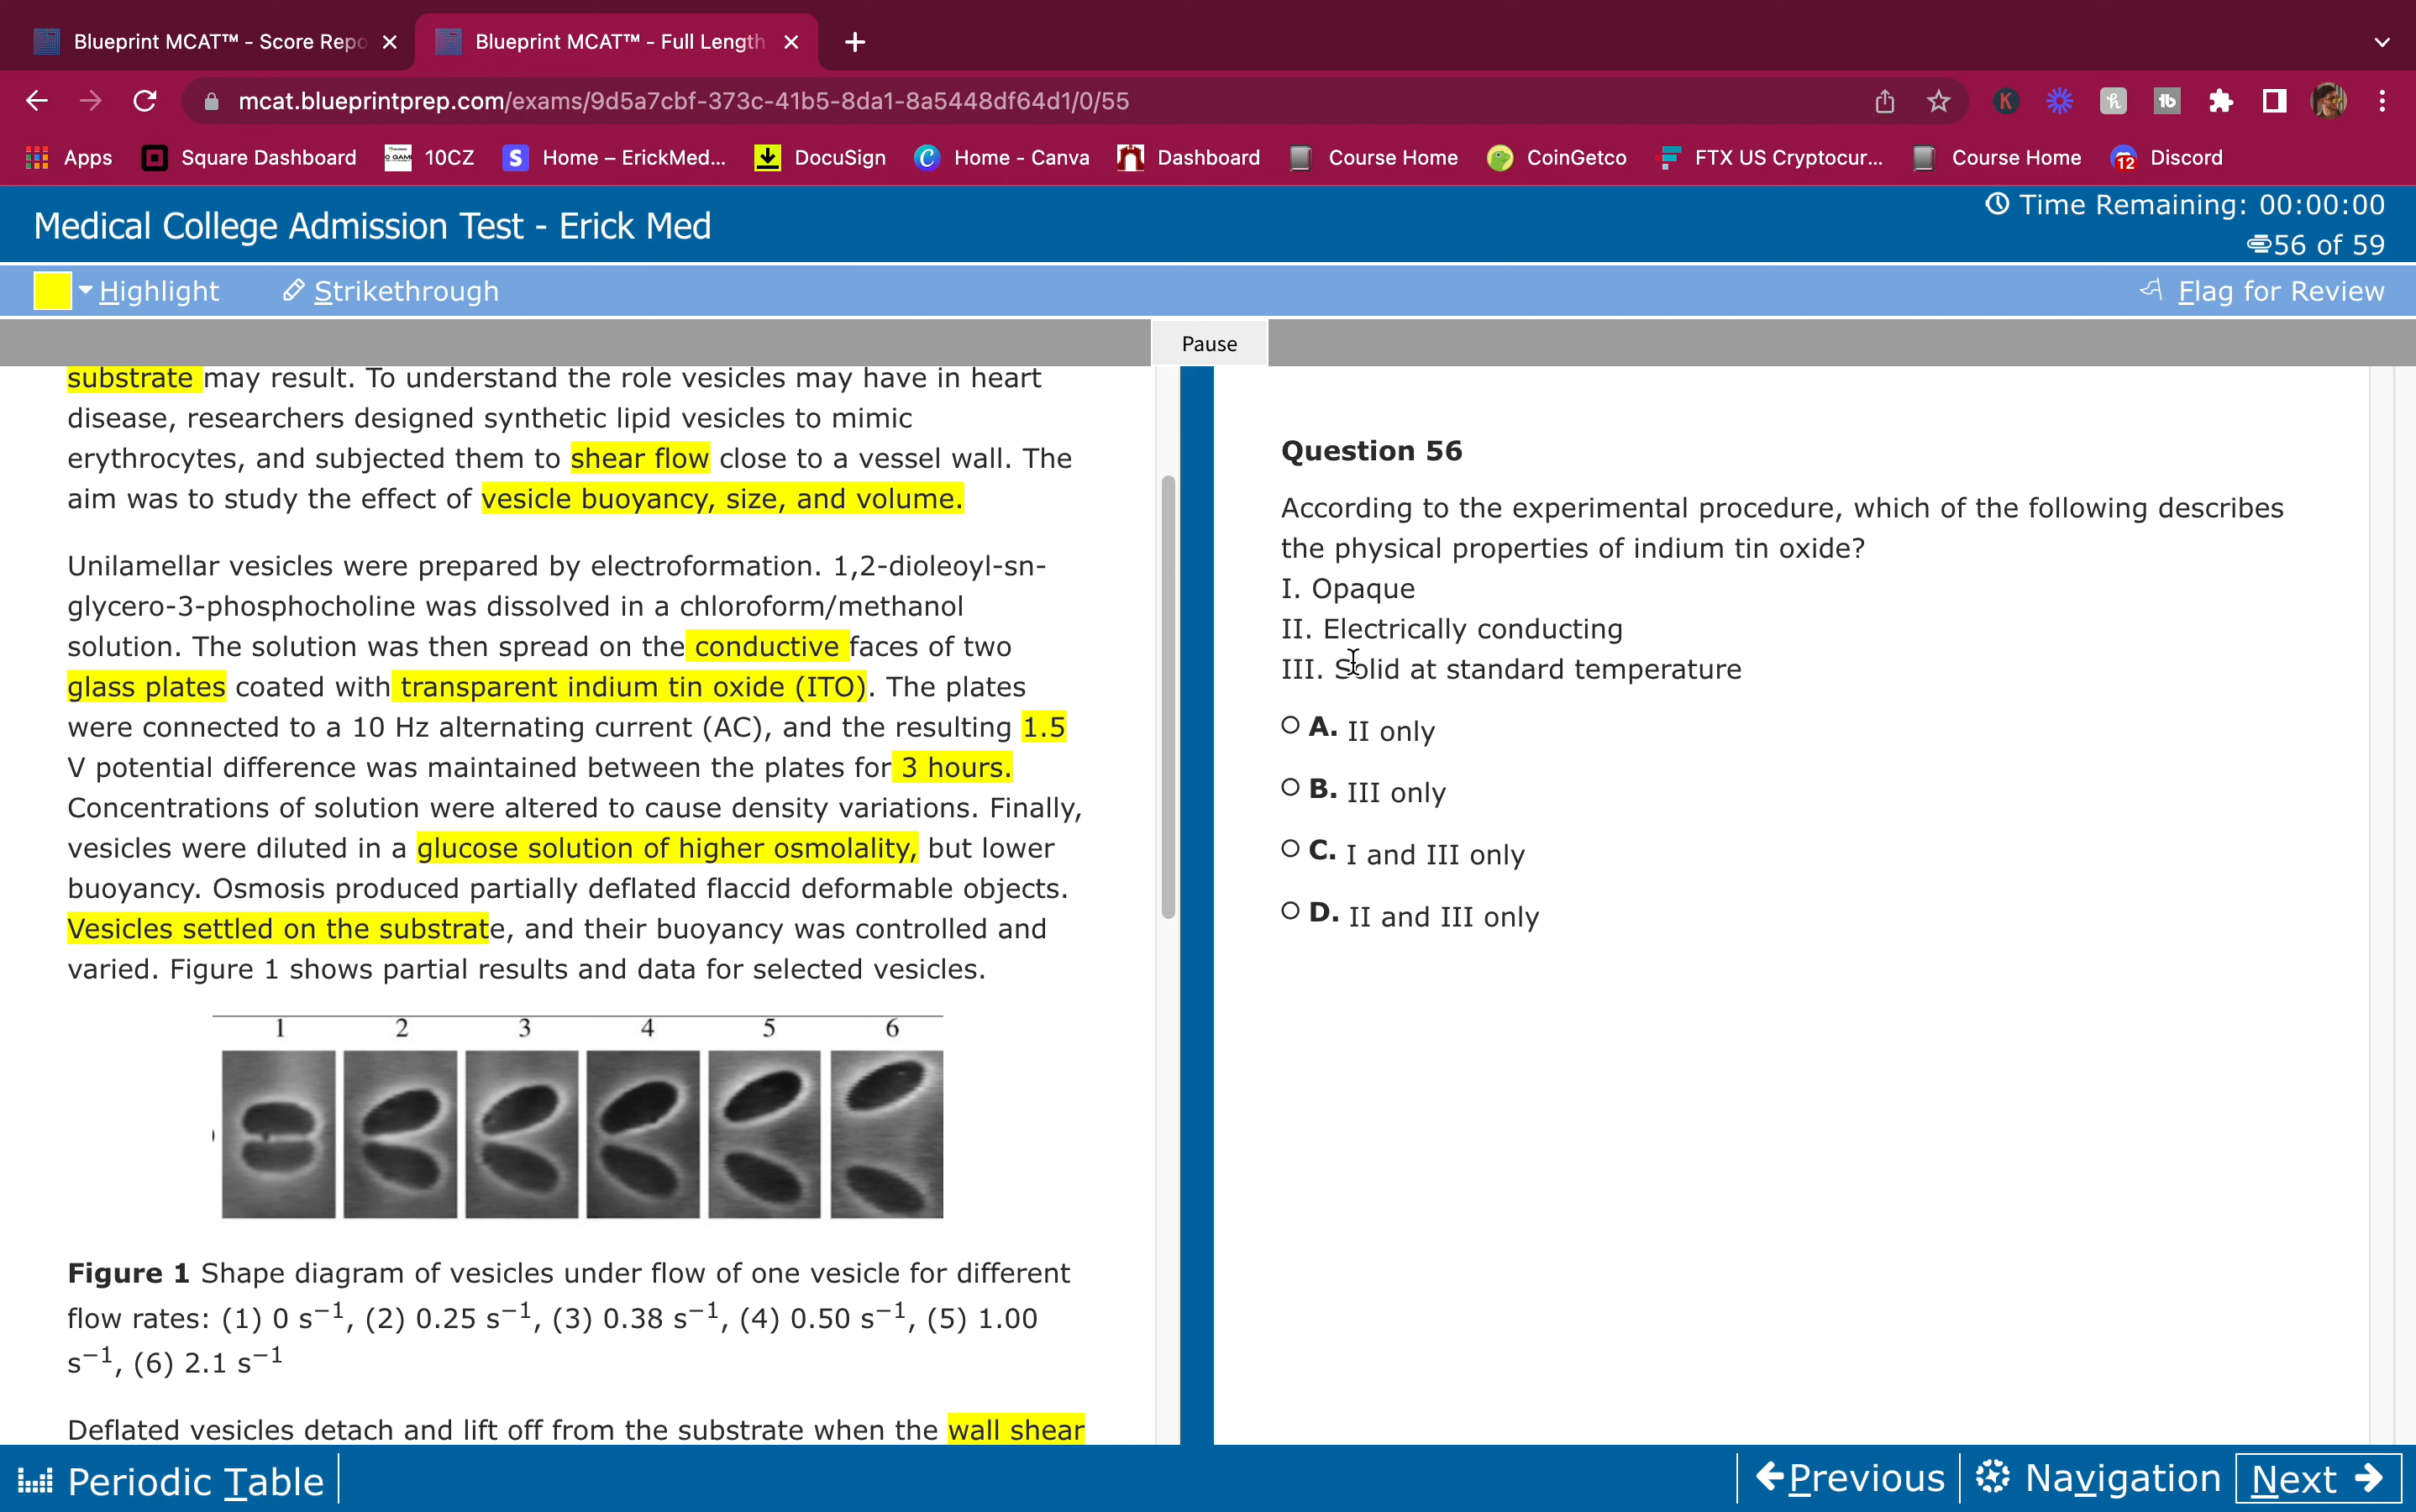 Blueprint MCAT™ - Score Repo
Blueprint MCAT™ - Full Length
mcat.blueprintprep.com/exams/9d5a7cbf-373c-41b5-8da1-8a5448df64d1/0/55
Apps
Square Dashboard
10CZ
Home – ErickMed...
DocuSign
Home - Canva
Dashboard
Course Home
CoinGetco
FTX US Cryptocur...
Course Home
12
Discord
Medical College Admission Test - Erick Med
Time Remaining: 00:00:00
56 of 59
Highlight
Strikethrough
Flag for Review
Pause
substrate may result. To understand the role vesicles may have in heart
disease, researchers designed synthetic lipid vesicles to mimic
erythrocytes, and subjected them to shear flow close to a vessel wall. The
aim was to study the effect of vesicle buoyancy, size, and volume.
Unilamellar vesicles were prepared by electroformation. 1,2-dioleoyl-sn-
glycero-3-phosphocholine was dissolved in a chloroform/methanol
solution. The solution was then spread on the conductive faces of two
glass plates coated with transparent indium tin oxide (ITO). The plates
were connected to a 10 Hz alternating current (AC), and the resulting 1.5
V potential difference was maintained between the plates for 3 hours.
Concentrations of solution were altered to cause density variations. Finally,
vesicles were diluted in a glucose solution of higher osmolality, but lower
buoyancy. Osmosis produced partially deflated flaccid deformable objects.
Vesicles settled on the substrate, and their buoyancy was controlled and
varied. Figure 1 shows partial results and data for selected vesicles.
1 2 3 4 5 6
Figure 1 Shape diagram of vesicles under flow of one vesicle for different
flow rates: (1) 0 s⁻¹, (2) 0.25 s⁻¹, (3) 0.38 s⁻¹, (4) 0.50 s⁻¹, (5) 1.00
s⁻¹, (6) 2.1 s⁻¹
Deflated vesicles detach and lift off from the substrate when the wall shear
Question 56
According to the experimental procedure, which of the following describes
the physical properties of indium tin oxide?
I. Opaque
II. Electrically conducting
III. Solid at standard temperature
A. II only
B. III only
C. I and III only
D. II and III only
Periodic Table
Previous
Navigation
Next